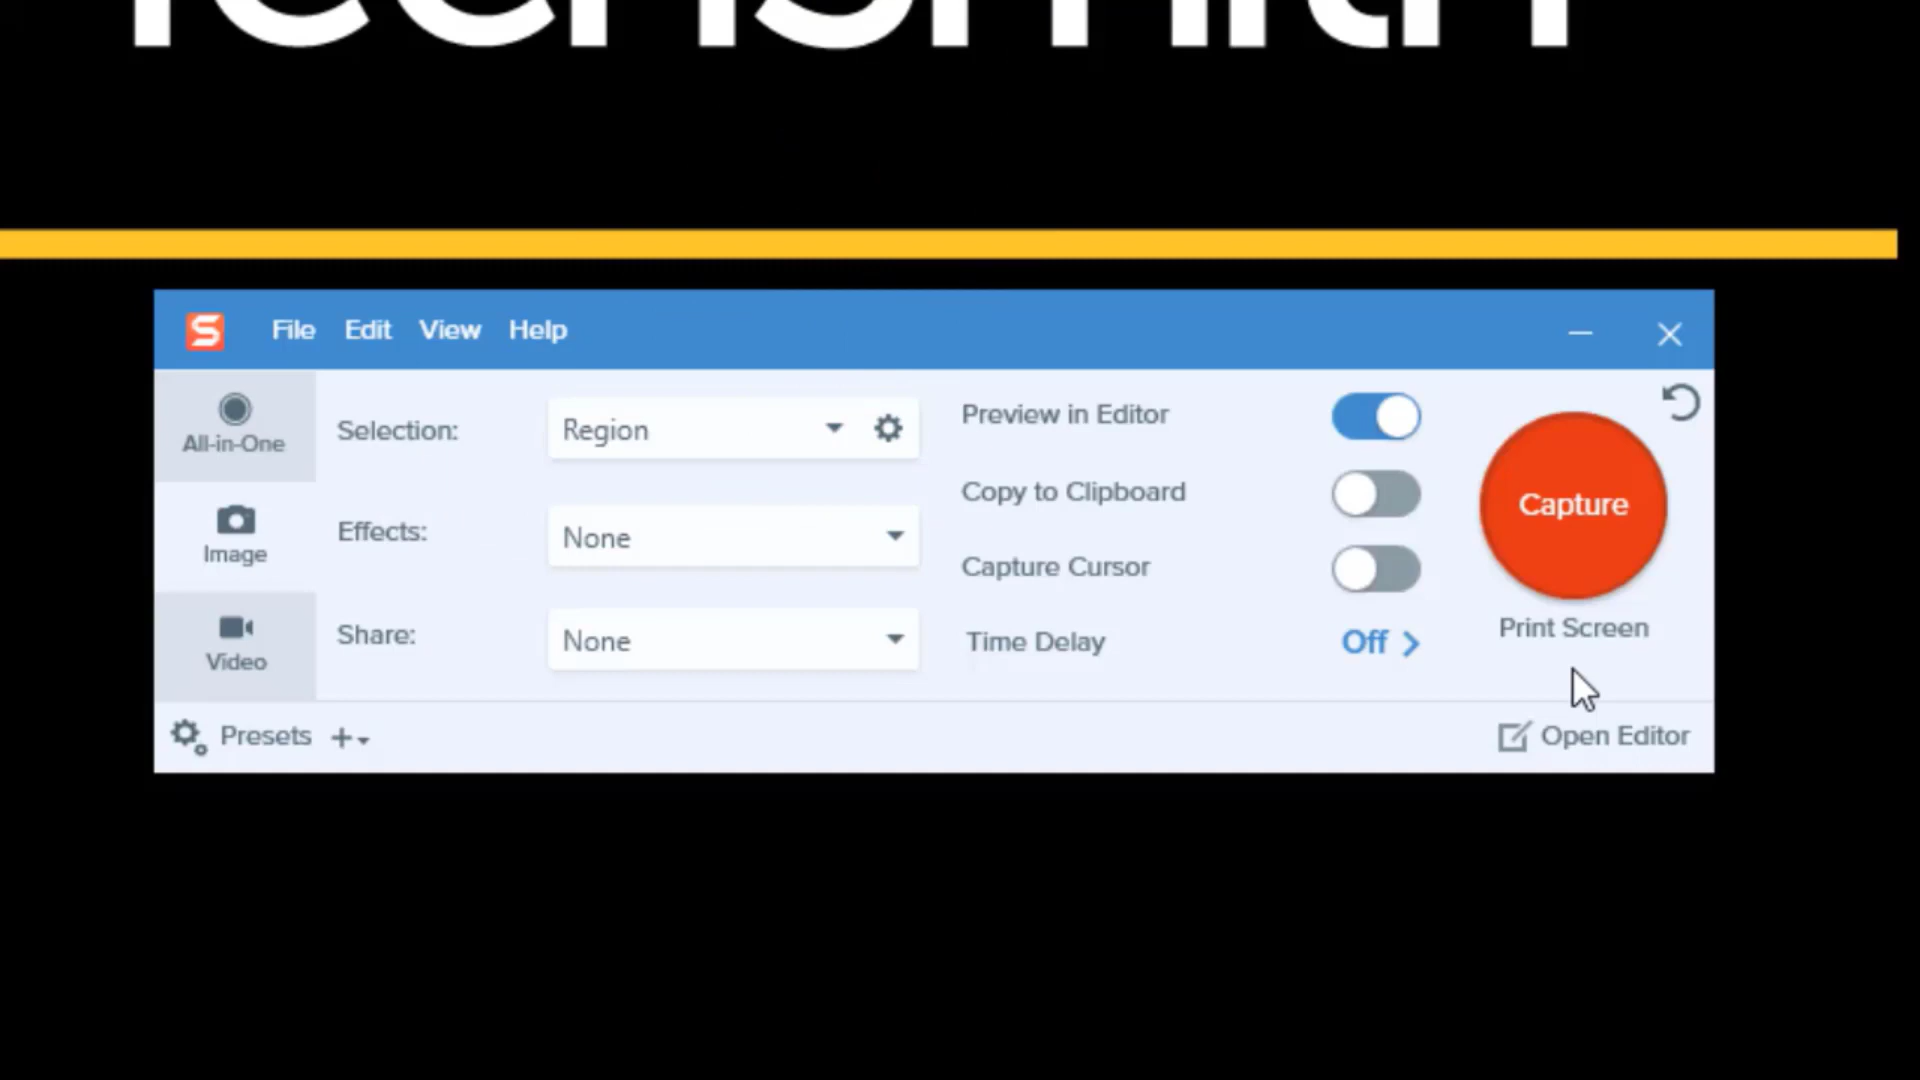 TechSmith
File Edit View Help
All-in-One
Image
Video
Selection: Region
Effects: None
Share: None
Preview in Editor
Copy to Clipboard
Capture Cursor
Time Delay Off
Capture
Print Screen
Presets
Open Editor